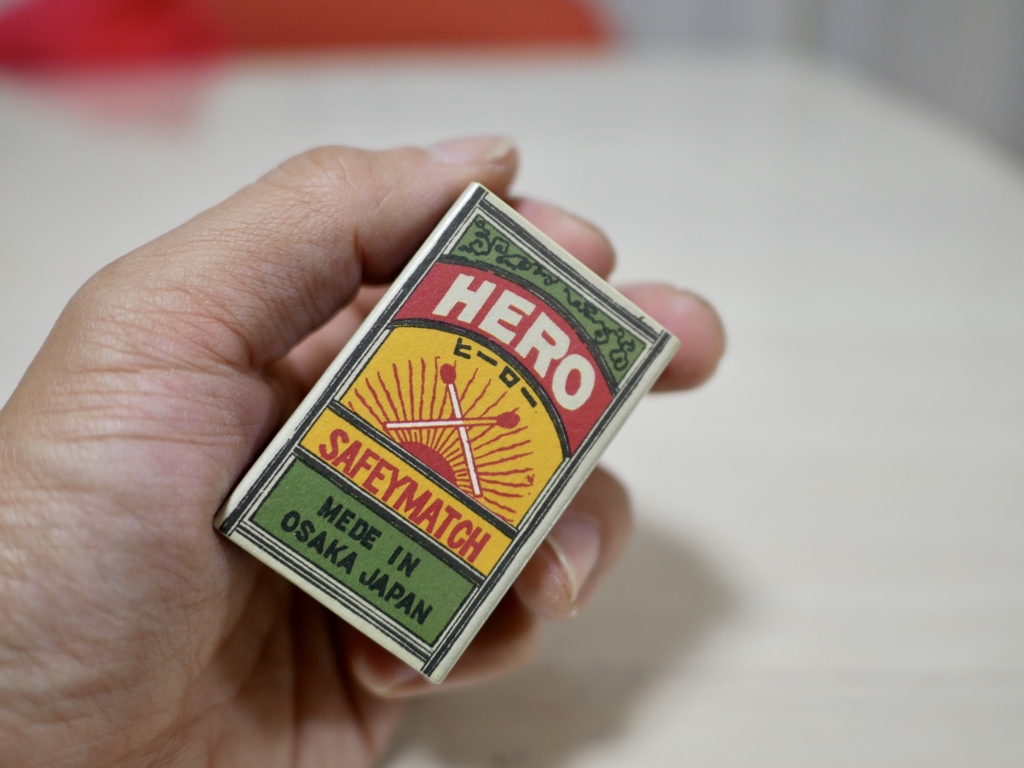 HERO
ヒーロー
SAFEYMATCH
MEDE IN
OSAKA JAPAN